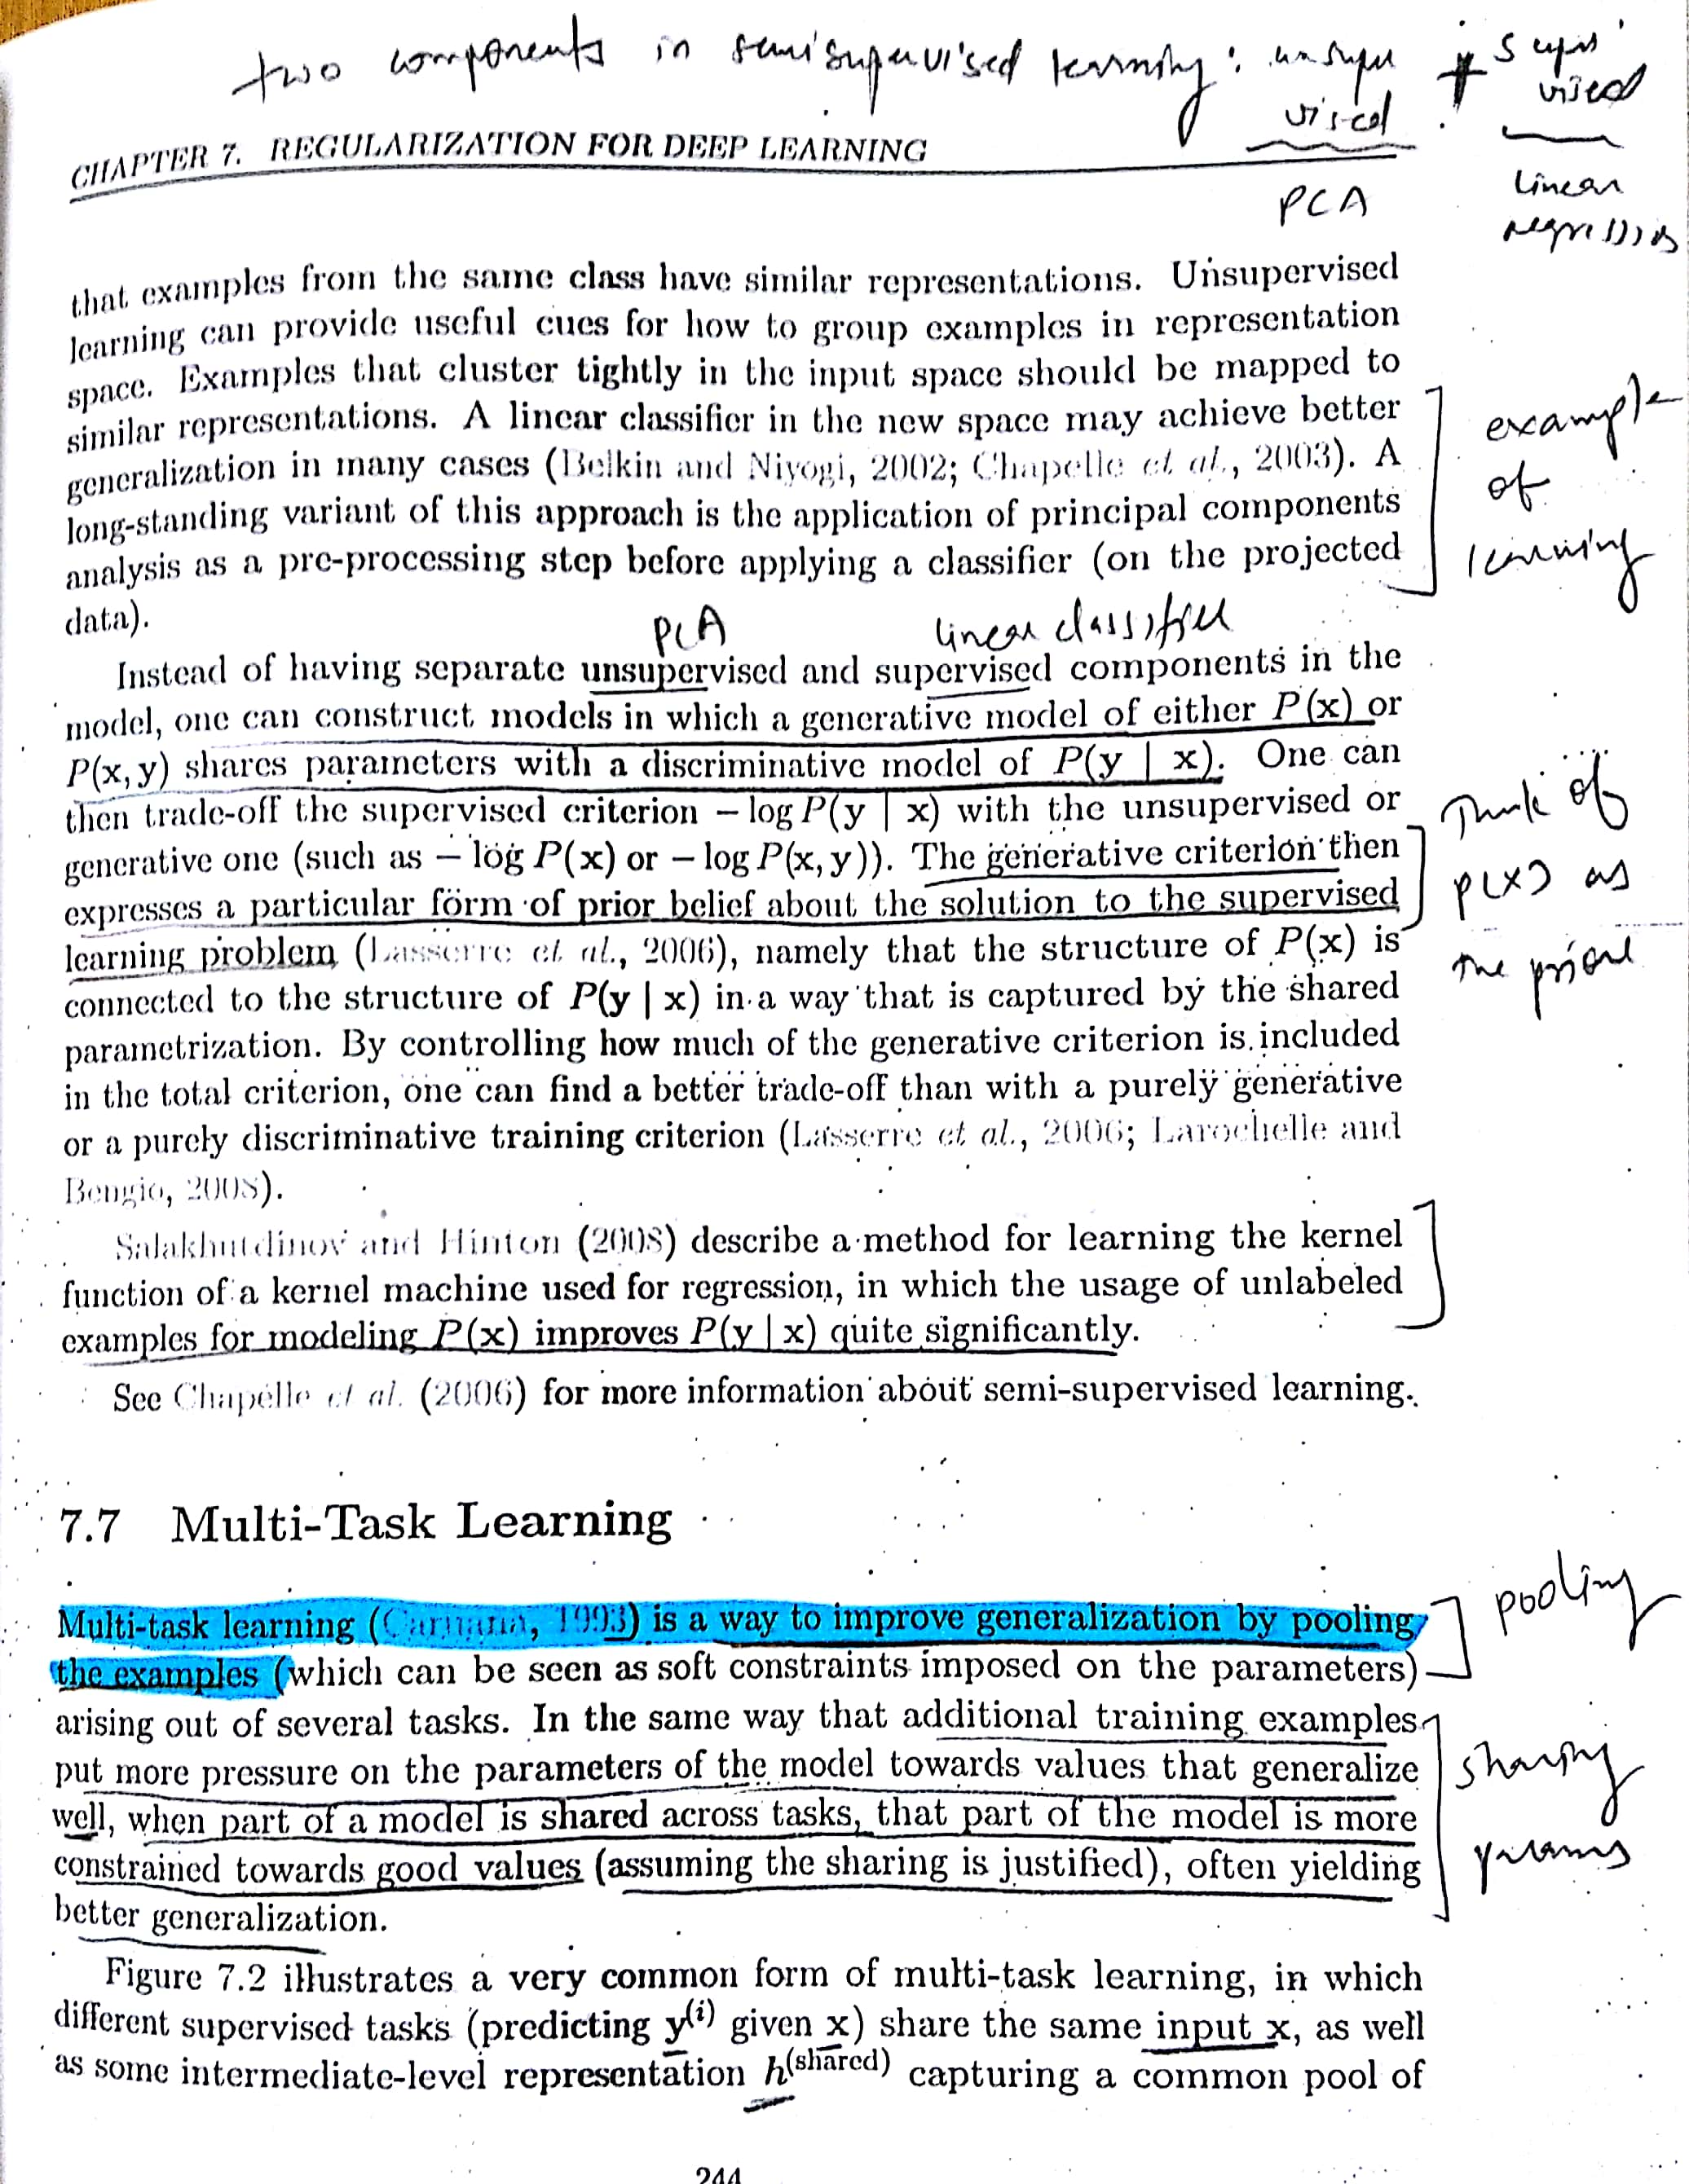 two components in semisupervised learning: unsuper + supervised
vised
CHAPTER 7. REGULARIZATION FOR DEEP LEARNING
PCA
linear
regression
that examples from the same class have similar representations. Unsupervised
learning can provide useful cues for how to group examples in representation
space. Examples that cluster tightly in the input space should be mapped to
similar representations. A linear classifier in the new space may achieve better
generalization in many cases (Belkin and Niyogi, 2002; Chapelle et al., 2003). A
long-standing variant of this approach is the application of principal components
analysis as a pre-processing step before applying a classifier (on the projected
data).
example
of
learning
PCA linear classifier
Instead of having separate unsupervised and supervised components in the
model, one can construct models in which a generative model of either P(x) or
P(x, y) shares parameters with a discriminative model of P(y | x). One can
then trade-off the supervised criterion − log P(y | x) with the unsupervised or
generative one (such as − log P(x) or − log P(x, y)). The generative criterion then
expresses a particular form of prior belief about the solution to the supervised
learning problem (Lasserre et al., 2006), namely that the structure of P(x) is
connected to the structure of P(y | x) in a way that is captured by the shared
parametrization. By controlling how much of the generative criterion is included
in the total criterion, one can find a better trade-off than with a purely generative
or a purely discriminative training criterion (Lasserre et al., 2006; Larochelle and
Bengio, 2008).
Think of
P(x) as
the prior
Salakhutdinov and Hinton (2008) describe a method for learning the kernel
function of a kernel machine used for regression, in which the usage of unlabeled
examples for modeling P(x) improves P(y | x) quite significantly.
See Chapelle et al. (2006) for more information about semi-supervised learning.
7.7 Multi-Task Learning
Multi-task learning (Caruana, 1993) is a way to improve generalization by pooling
the examples (which can be seen as soft constraints imposed on the parameters)
arising out of several tasks. In the same way that additional training examples
put more pressure on the parameters of the model towards values that generalize
well, when part of a model is shared across tasks, that part of the model is more
constrained towards good values (assuming the sharing is justified), often yielding
better generalization.
pooling
sharing
params
Figure 7.2 illustrates a very common form of multi-task learning, in which
different supervised tasks (predicting y(i) given x) share the same input x, as well
as some intermediate-level representation h(shared) capturing a common pool of
244